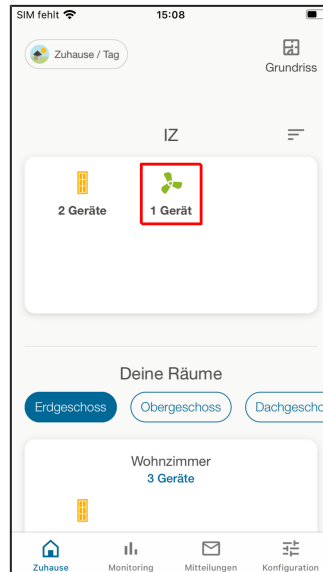 SIM fehlt 15:08
Zuhause / Tag
Grundriss
IZ
2 Geräte 1 Gerät
Deine Räume
Erdgeschoss Obergeschoss Dachgescho
Wohnzimmer
3 Geräte
Zuhause Monitoring Mitteilungen Konfiguration